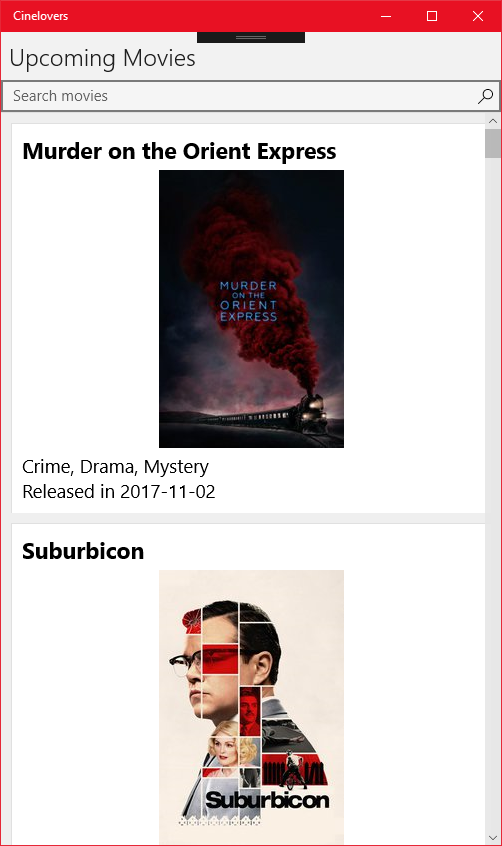 Cinelovers
Upcoming Movies
Search movies
Murder on the Orient Express
MURDER
ON THE
ORIENT
EXPRESS
Crime, Drama, Mystery
Released in 2017-11-02
Suburbicon
Suburbicon